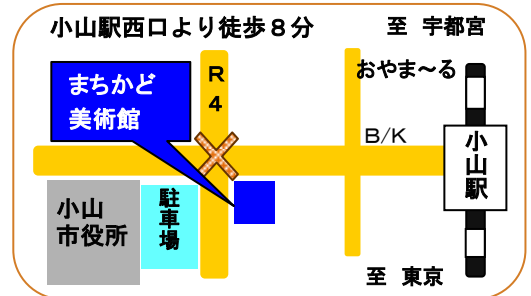 小山駅西口より徒歩８分
至 宇都宮
おやま～る
まちかど
美術館
R
4
B/K
小
山
駅
小山
市役所
駐
車
場
至 東京